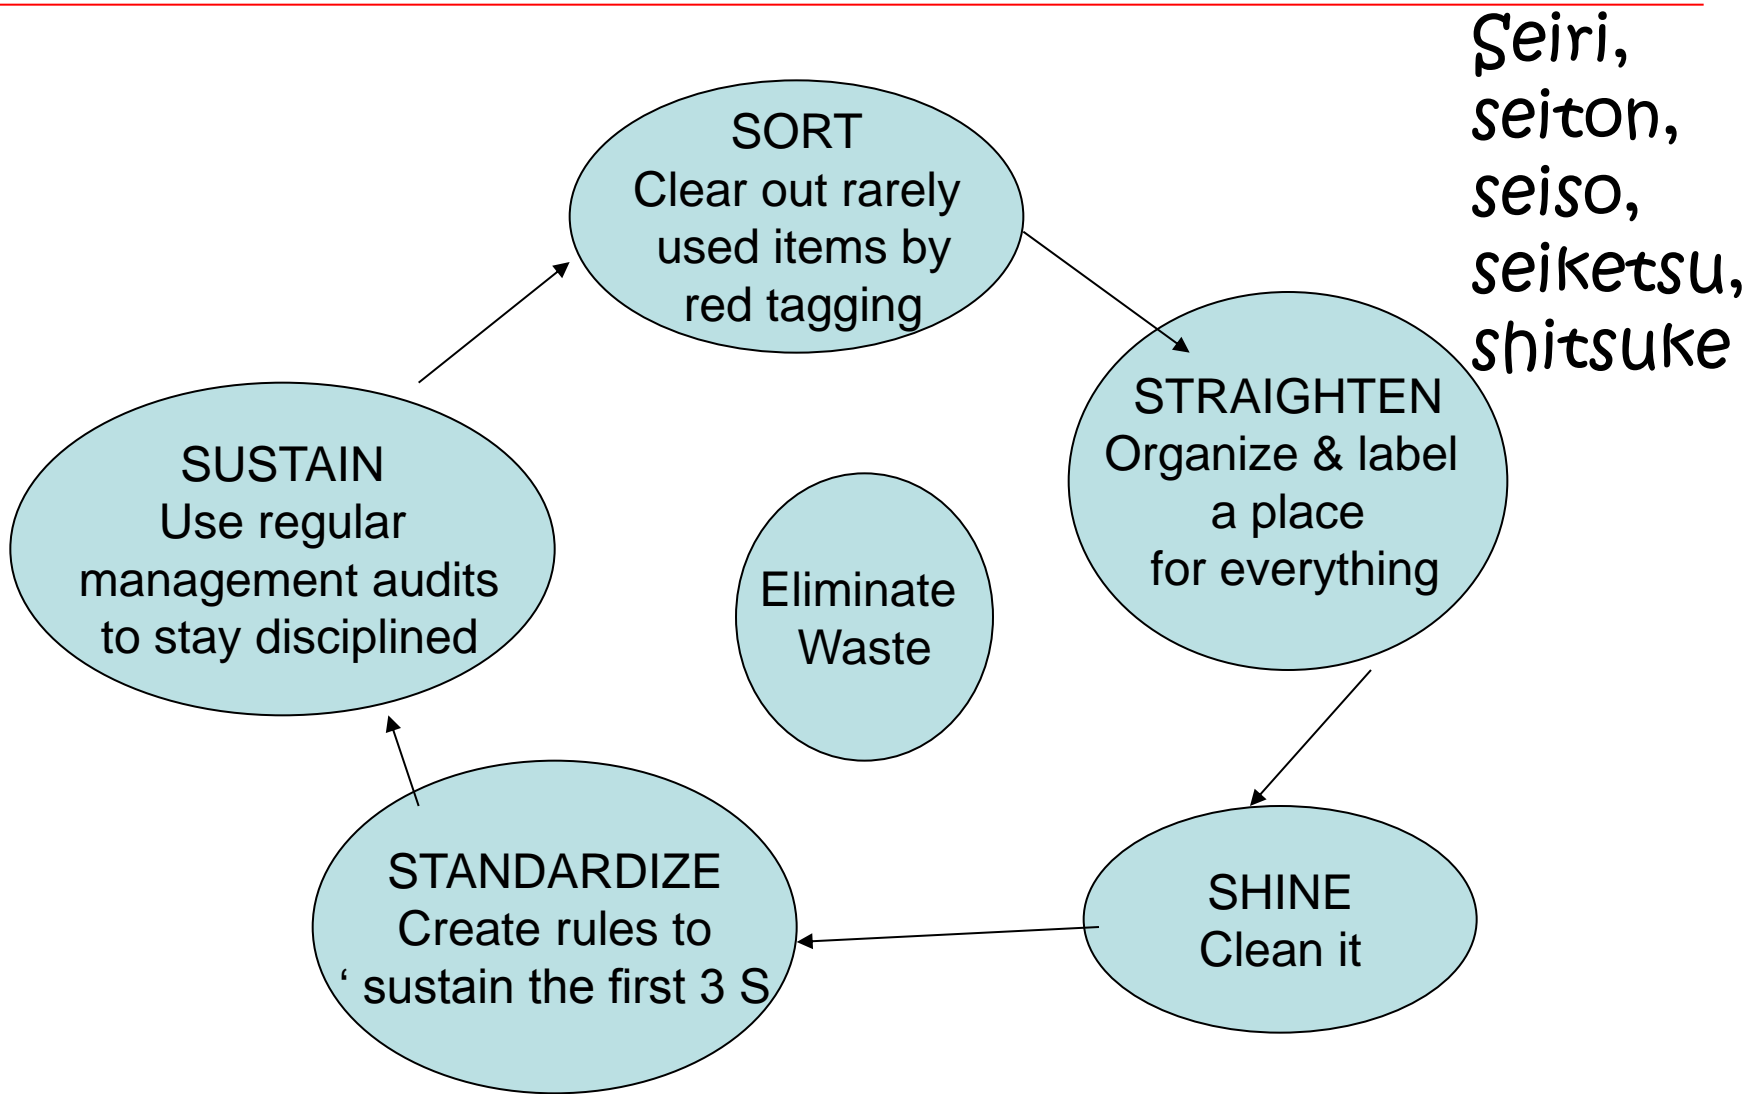 Seiri,
seiton,
seiso,
seiketsu,
shitsuke
SORT
Clear out rarely
used items by
red tagging
STRAIGHTEN
Organize & label
a place
for everything
SHINE
Clean it
STANDARDIZE
Create rules to
‘ sustain the first 3 S
SUSTAIN
Use regular
management audits
to stay disciplined
Eliminate
Waste